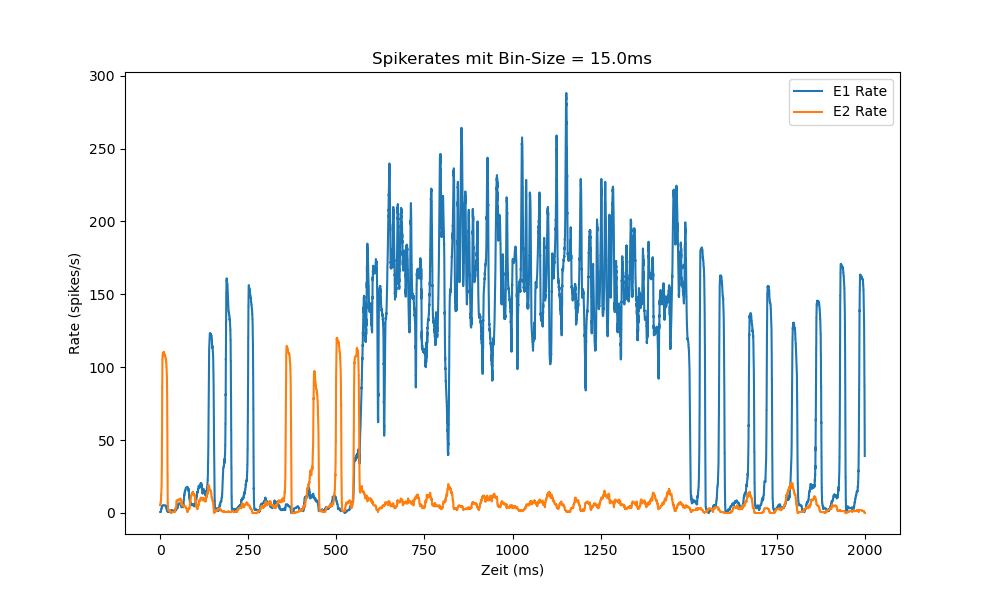 Spikerates mit Bin-Size = 15.0ms
300
250
200
150
100
50
0
Rate (spikes/s)
E1 Rate
E2 Rate
0 250 500 750 1000 1250 1500 1750 2000
Zeit (ms)